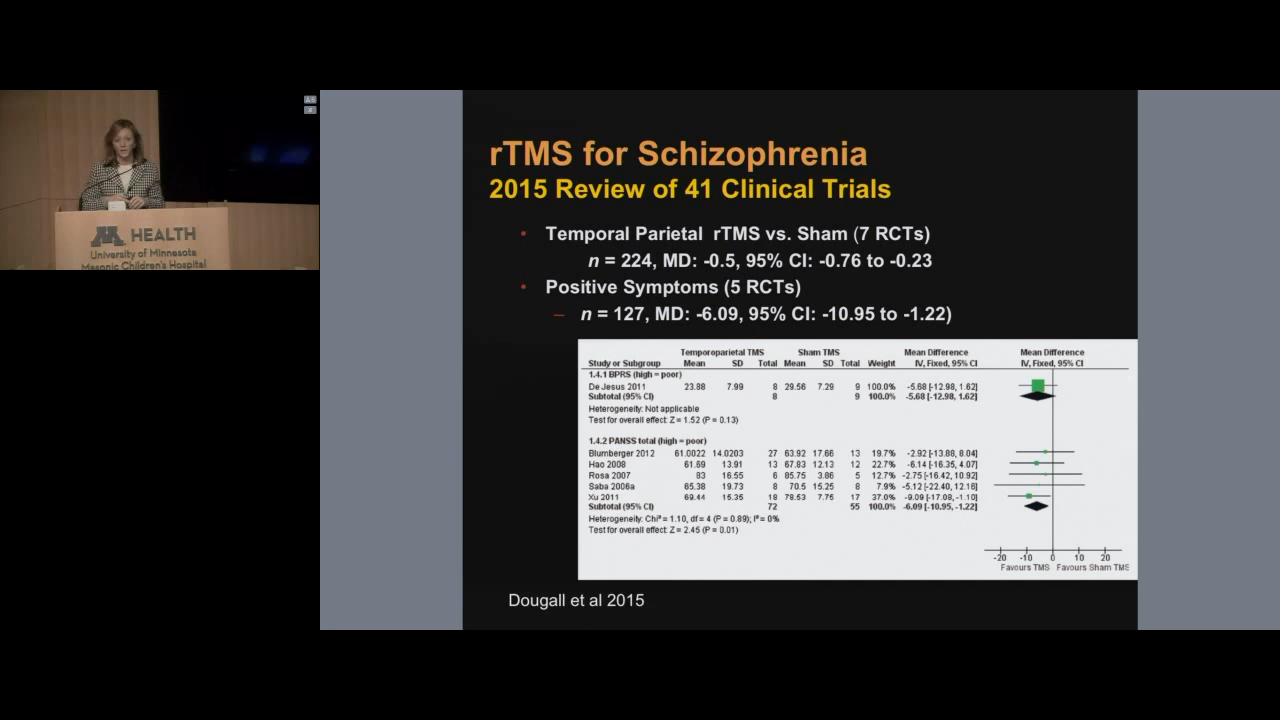 HEALTH
University of Minnesota
Masonic Children's Hospital
rTMS for Schizophrenia
2015 Review of 41 Clinical Trials
• Temporal Parietal rTMS vs. Sham (7 RCTs)
n = 224, MD: -0.5, 95% CI: -0.76 to -0.23
• Positive Symptoms (5 RCTs)
– n = 127, MD: -6.09, 95% CI: -10.95 to -1.22)
Temporoparietal TMS Sham TMS Mean Difference Mean Difference
Study or Subgroup Mean SD Total Mean SD Total Weight IV, Fixed, 95% CI IV, Fixed, 95% CI
1.4.1 BPRS (high = poor)
De Jesus 2011 23.88 7.99 8 29.56 7.29 9 100.0% -5.68 [-12.98, 1.62]
Subtotal (95% CI) 8 9 100.0% -5.68 [-12.98, 1.62]
Heterogeneity: Not applicable
Test for overall effect: Z = 1.52 (P = 0.13)
1.4.2 PANSS total (high = poor)
Blumberger 2012 61.0022 14.0203 27 63.92 17.66 13 19.7% -2.92 [-13.88, 8.04]
Hao 2008 61.69 13.91 13 67.83 12.13 12 22.7% -6.14 [-16.35, 4.07]
Rosa 2007 83 16.55 6 85.75 3.86 5 12.7% -2.75 [-16.42, 10.92]
Saba 2006a 65.38 19.73 8 70.5 15.25 8 7.9% -5.12 [-22.40, 12.16]
Xu 2011 69.44 15.35 18 78.53 7.75 17 37.0% -9.09 [-17.08, -1.10]
Subtotal (95% CI) 72 55 100.0% -6.09 [-10.95, -1.22]
Heterogeneity: Chi² = 1.10, df = 4 (P = 0.89); I² = 0%
Test for overall effect: Z = 2.45 (P = 0.01)
-20 -10 0 10 20
Favours TMS Favours Sham TMS
Dougall et al 2015